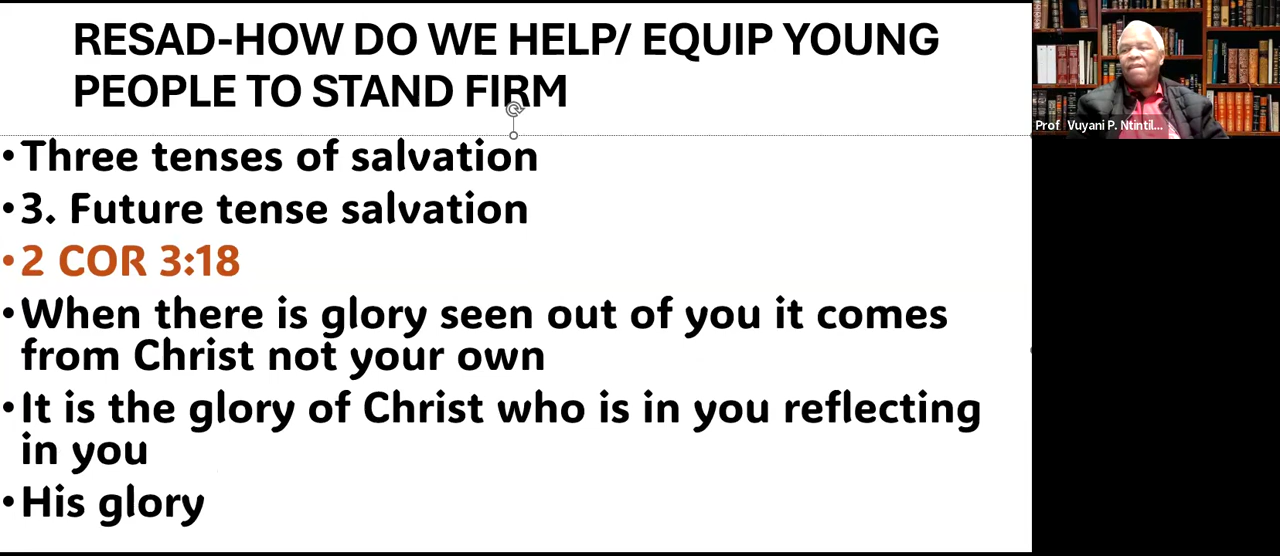 RESAD-HOW DO WE HELP/ EQUIP YOUNG
PEOPLE TO STAND FIRM
•Three tenses of salvation
•3. Future tense salvation
•2 COR 3:18
•When there is glory seen out of you it comes
from Christ not your own
•It is the glory of Christ who is in you reflecting
in you
•His glory
Prof Vuyani P. Ntintil...